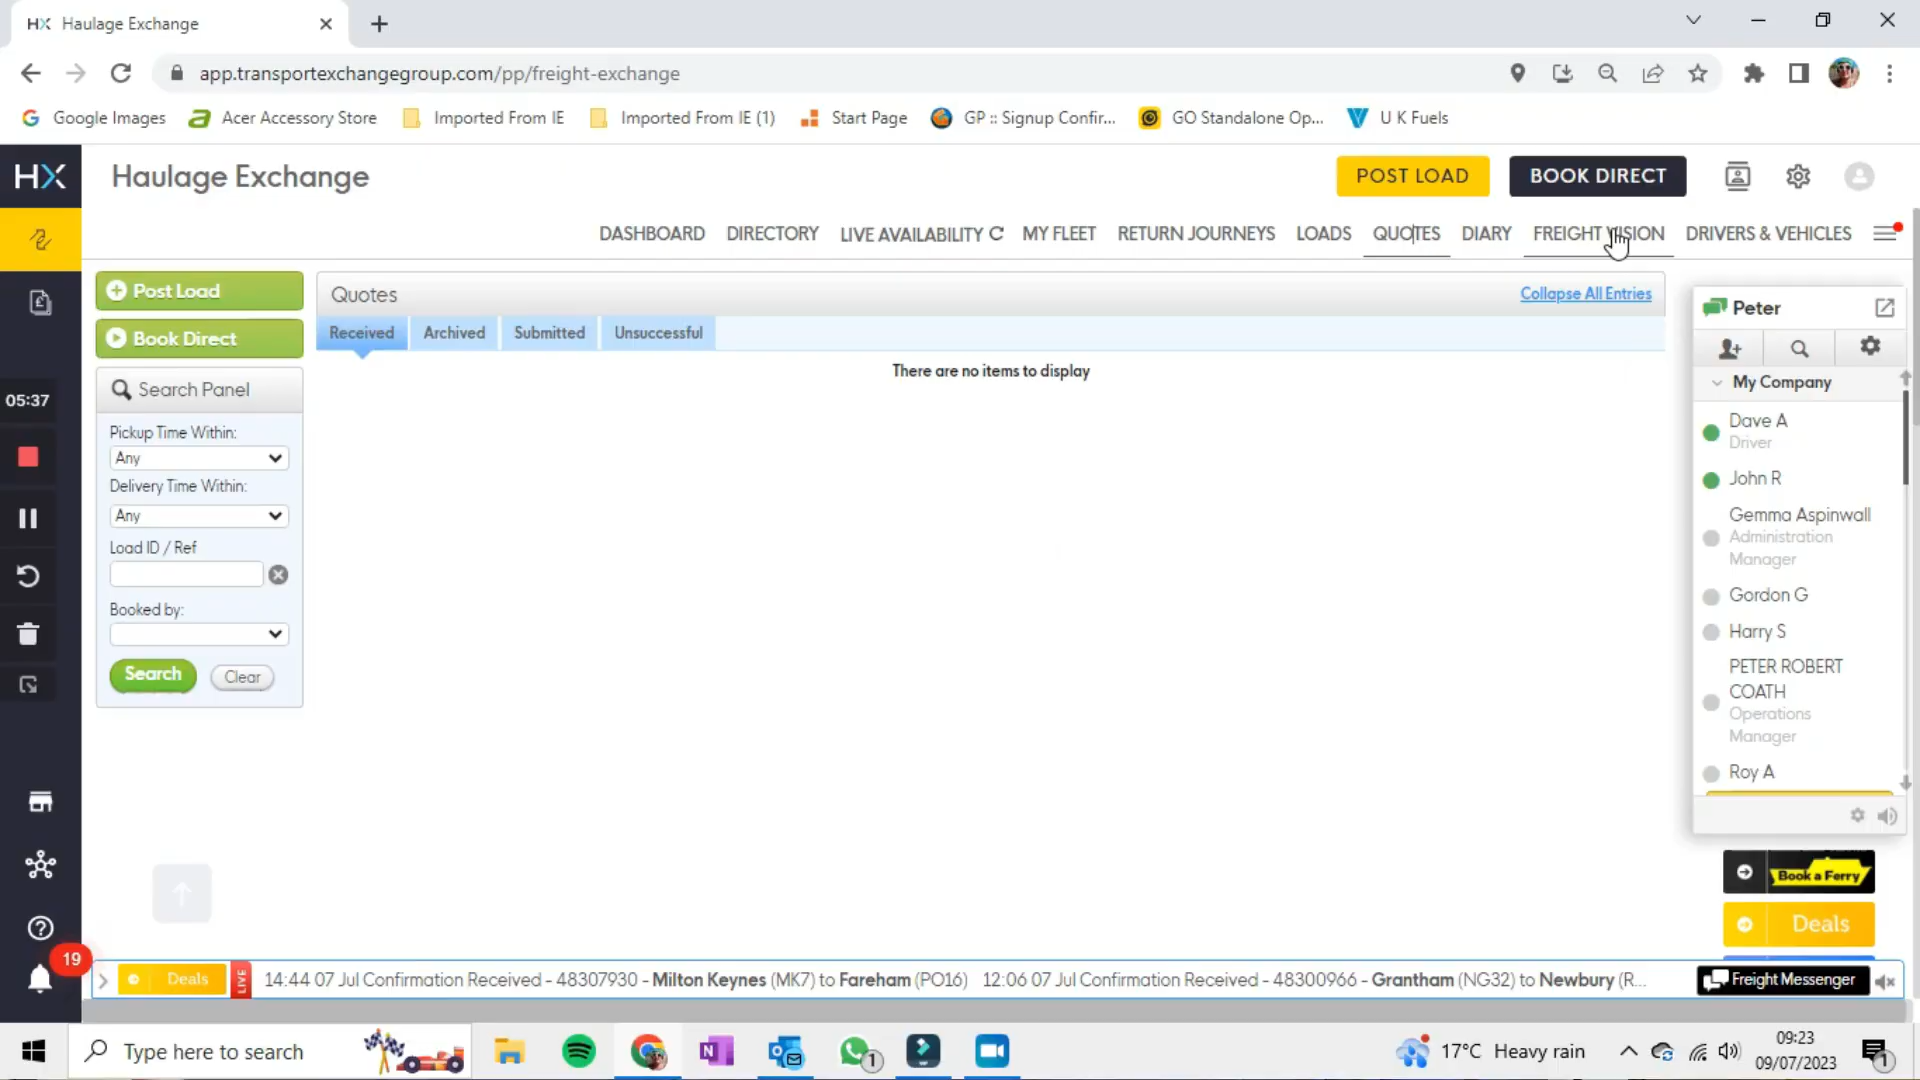 HX Haulage Exchange
app.transportexchangegroup.com/pp/freight-exchange
Google Images Acer Accessory Store Imported From IE Imported From IE (1) Start Page GP :: Signup Confir... GO Standalone Op... U K Fuels
HX Haulage Exchange POST LOAD BOOK DIRECT
DASHBOARD DIRECTORY LIVE AVAILABILITY MY FLEET RETURN JOURNEYS LOADS QUOTES DIARY FREIGHT VISION DRIVERS & VEHICLES
Post Load
Book Direct
Search Panel
Pickup Time Within:
Any
Delivery Time Within:
Any
Load ID / Ref
Booked by:
Search Clear
05:37
Quotes Collapse All Entries
Received Archived Submitted Unsuccessful
There are no items to display
Peter
My Company
Dave A
Driver
John R
Gemma Aspinwall
Administration
Manager
Gordon G
Harry S
PETER ROBERT
COATH
Operations
Manager
Roy A
Book a Ferry
Deals
19
Deals LIVE 14:44 07 Jul Confirmation Received - 48307930 - Milton Keynes (MK7) to Fareham (PO16) 12:06 07 Jul Confirmation Received - 48300966 - Grantham (NG32) to Newbury (R... Freight Messenger
Type here to search 1 17°C Heavy rain 09:23
09/07/2023 1